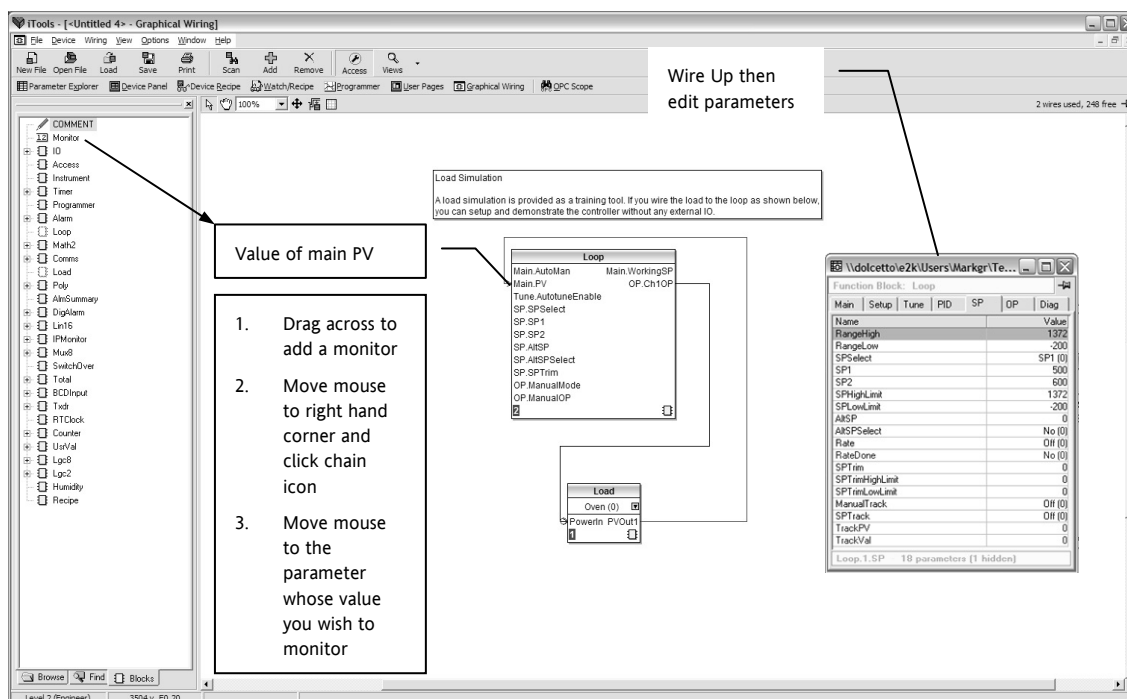 iTools - [<Untitled 4> - Graphical Wiring]
File Device Wiring View Options Window Help
New File Open File Load Save Print Scan Add Remove Access Views
Parameter Explorer Device Panel Device Recipe Watch/Recipe Programmer User Pages Graphical Wiring OPC Scope
100%
2 wires used, 248 free
COMMENT
Monitor
IO
Access
Instrument
Timer
Programmer
Alarm
Loop
Math2
Comms
Load
Poly
AlmSummary
DigAlarm
Lin16
IPMonitor
Mux8
SwitchOver
Total
BCDInput
Txdr
RTClock
Counter
UsrVal
Lgc8
Lgc2
Humidity
Recipe
Browse Find Blocks
Level 2 (Engineer) 3504 v. E0.20
Wire Up then
edit parameters
Load Simulation
A load simulation is provided as a training tool. If you wire the load to the loop as shown below,
you can setup and demonstrate the controller without any external IO.
Value of main PV
1. Drag across to
add a monitor
2. Move mouse
to right hand
corner and
click chain
icon
3. Move mouse
to the
parameter
whose value
you wish to
monitor
Loop
Main.AutoMan Main.WorkingSP
Main.PV OP.Ch1OP
Tune.AutotuneEnable
SP.SPSelect
SP.SP1
SP.SP2
SP.AltSP
SP.AltSPSelect
SP.SPTrim
OP.ManualMode
OP.ManualOP
2
Load
Oven (0)
PowerIn PVOut1
1
\\dolcetto\e2k\Users\Markgr\Te...
Function Block: Loop
Main Setup Tune PID SP OP Diag
Name Value
RangeHigh 1372
RangeLow -200
SPSelect SP1 (0)
SP1 500
SP2 600
SPHighLimit 1372
SPLowLimit -200
AltSP 0
AltSPSelect No (0)
Rate Off (0)
RateDone No (0)
SPTrim 0
SPTrimHighLimit 0
SPTrimLowLimit 0
ManualTrack Off (0)
SPTrack Off (0)
TrackPV 0
TrackVal 0
Loop.1.SP 18 parameters (1 hidden)